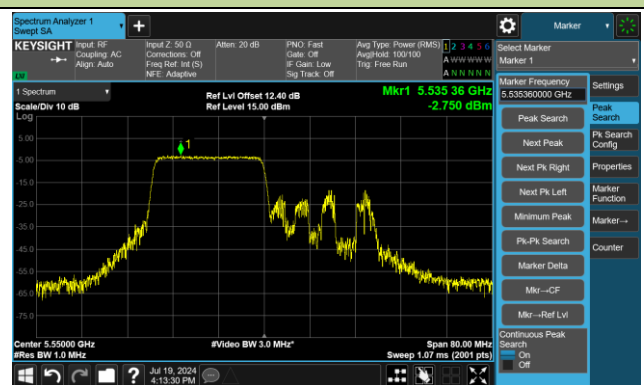 Spectrum Analyzer 1
Swept SA
Marker
KEYSIGHT
Input: RF
Coupling: AC
Align: Auto
Input Z: 50 Ω
Corrections: Off
Freq Ref: Int (S)
NFE: Adaptive
Atten: 20 dB
PNO: Fast
Gate: Off
IF Gain: Low
Sig Track: Off
Avg Type: Power (RMS)
Avg|Hold: 100/100
Trig: Free Run
1 2 3 4 5 6
A W W W W W
A N N N N N
LV
Select Marker
Marker 1
1 Spectrum
Scale/Div 10 dB
Log
Ref Lvl Offset 12.40 dB
Ref Level 15.00 dBm
Mkr1 5.535 36 GHz
-2.750 dBm
5.00
-5.00
-15.0
-25.0
-35.0
-45.0
-55.0
-65.0
-75.0
1
Center 5.55000 GHz
#Res BW 1.0 MHz
#Video BW 3.0 MHz*
Span 80.00 MHz
Sweep 1.07 ms (2001 pts)
Marker Frequency
5.535360000 GHz
Peak Search
Next Peak
Next Pk Right
Next Pk Left
Minimum Peak
Pk-Pk Search
Marker Delta
Mkr→CF
Mkr→Ref Lvl
Continuous Peak
Search
On
Off
Settings
Peak
Search
Pk Search
Config
Properties
Marker
Function
Marker→
Counter
Jul 19, 2024
4:13:30 PM